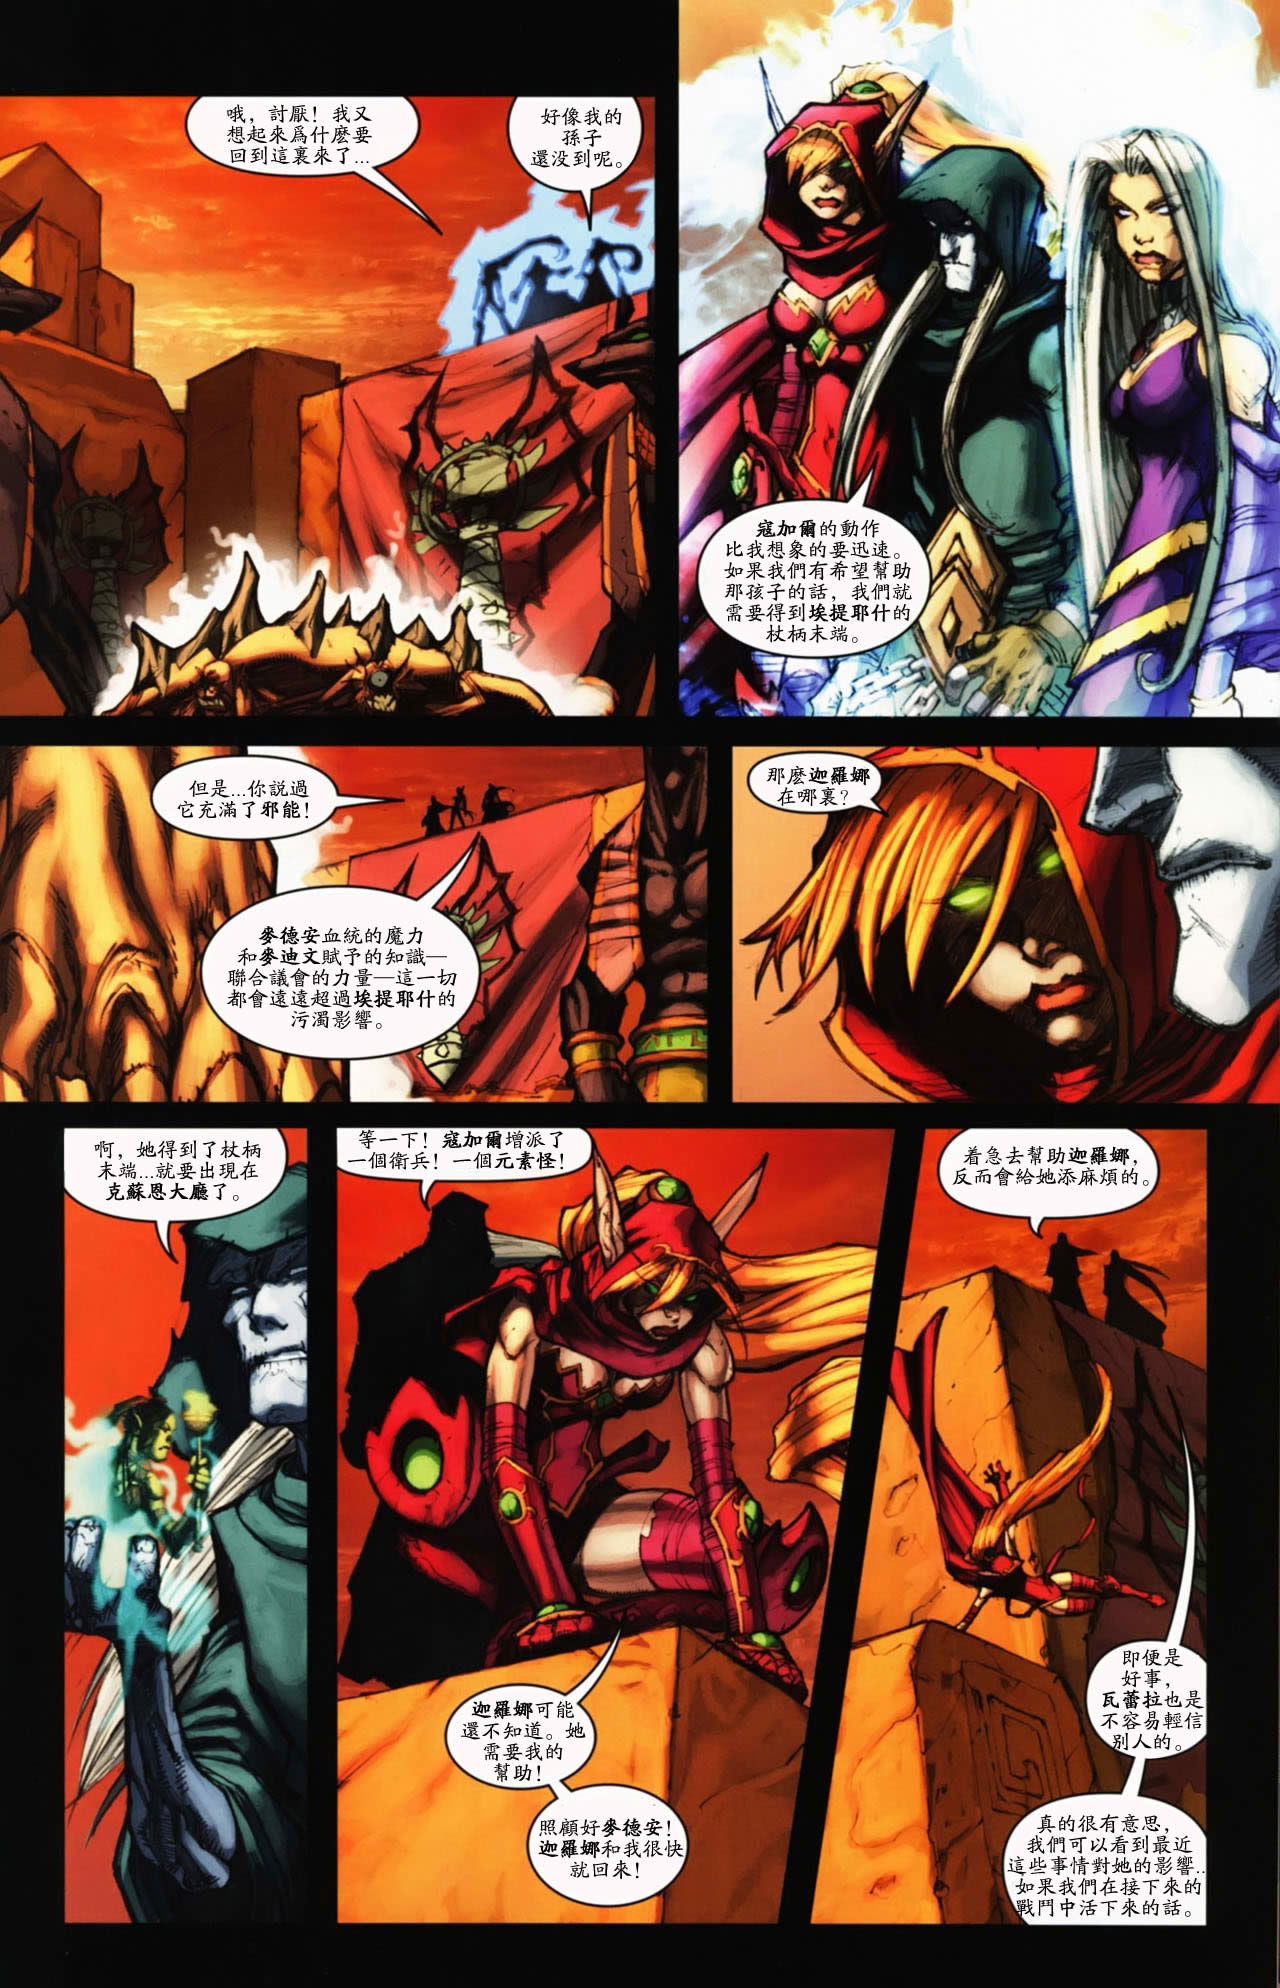 哦，討厭！我又
想起來爲什麽要
回到這裏來了...
好像我的
孫子
還没到呢。
寇加爾的動作
比我想象的要迅速。
如果我們有希望幫助
那孩子的話，我們就
需要得到埃提耶什的
杖柄末端。
但是...你説過
它充滿了邪能！
麥德安血統的魔力
和麥迪文賦予的知識—
聯合議會的力量—這一切
都會遠遠超過埃提耶什的
污濁影響。
那麽迦羅娜
在哪裏？
啊，她得到了杖柄
末端...就要出現在
克蘇恩大廳了。
等一下！寇加爾增派了
一個衛兵！一個元素怪！
迦羅娜可能
還不知道。她
需要我的
幫助！
照顧好麥德安！
迦羅娜和我很快
就回來！
着急去幫助迦羅娜，
反而會給她添麻煩的。
即便是
好事，
瓦蕾拉也是
不容易輕信
别人的。
真的很有意思，
我們可以看到最近
這些事情對她的影響..
如果我們在接下來的
戰鬥中活下來的話。